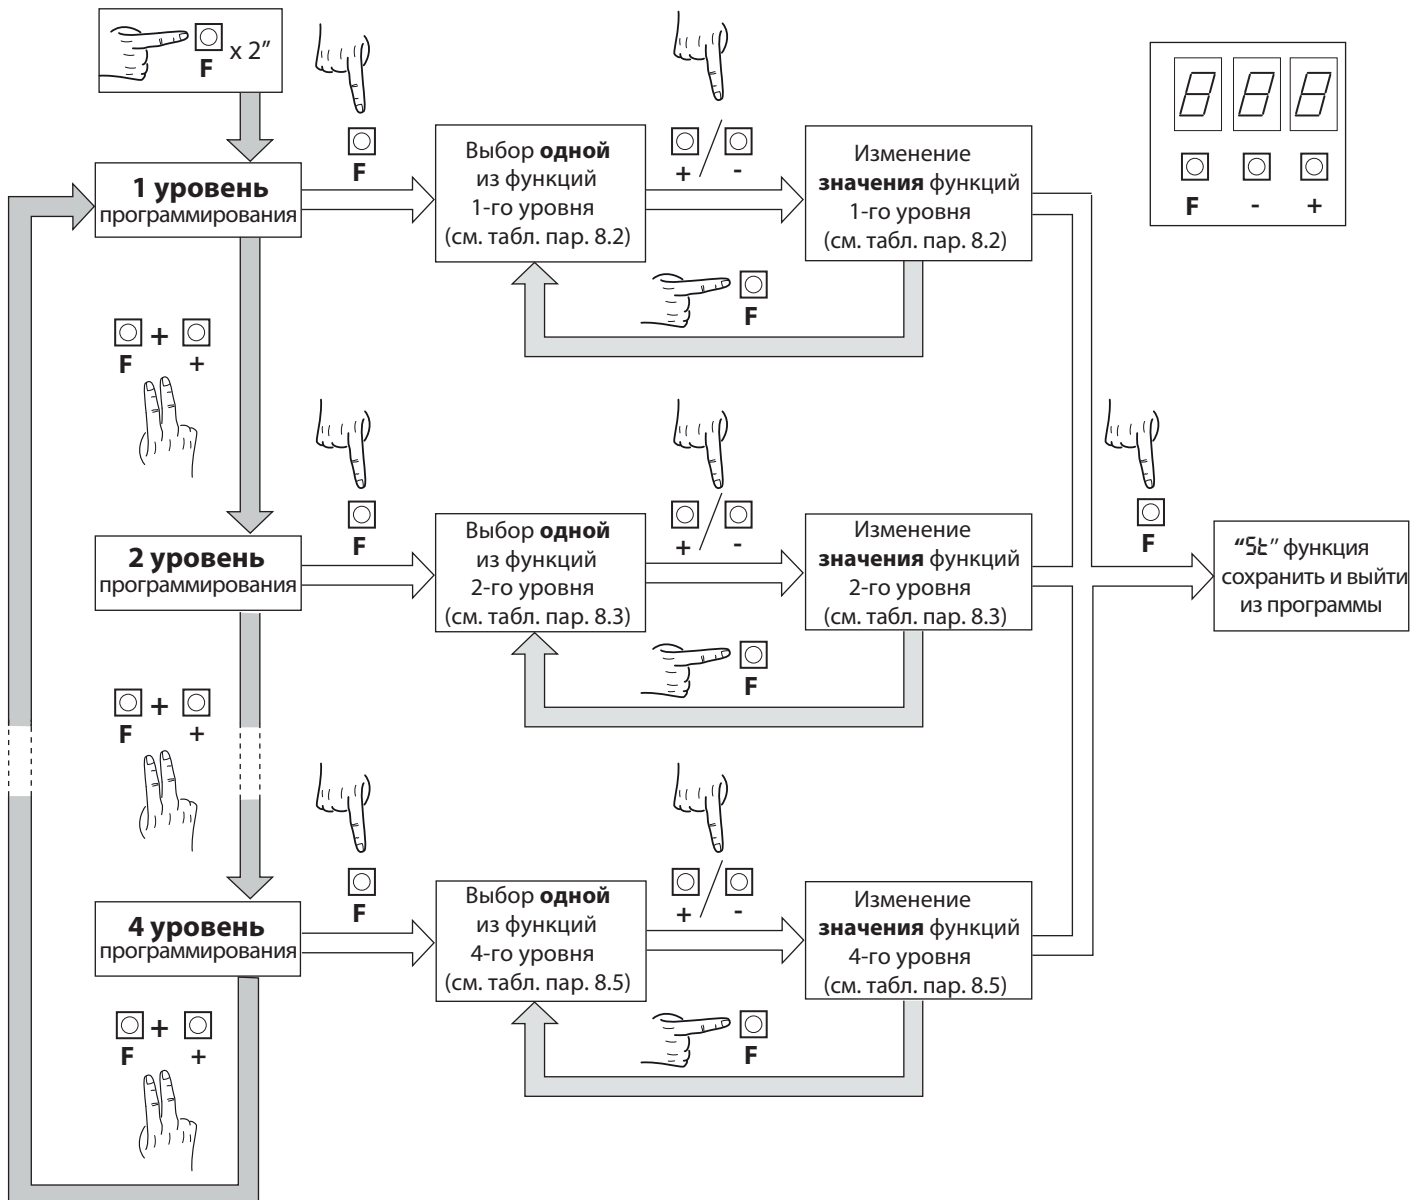 F
x 2”
F
+ / -
F - +
1 уровень
программирования
Выбор одной
из функций
1-го уровня
(см. табл. пар. 8.2)
Изменение
значения функций
1-го уровня
(см. табл. пар. 8.2)
F
+
F +
F
+ / -
F
2 уровень
программирования
Выбор одной
из функций
2-го уровня
(см. табл. пар. 8.3)
Изменение
значения функций
2-го уровня
(см. табл. пар. 8.3)
“St” функция
сохранить и выйти
из программы
F
+
F +
F
+ / -
4 уровень
программирования
Выбор одной
из функций
4-го уровня
(см. табл. пар. 8.5)
Изменение
значения функций
4-го уровня
(см. табл. пар. 8.5)
F
+
F +